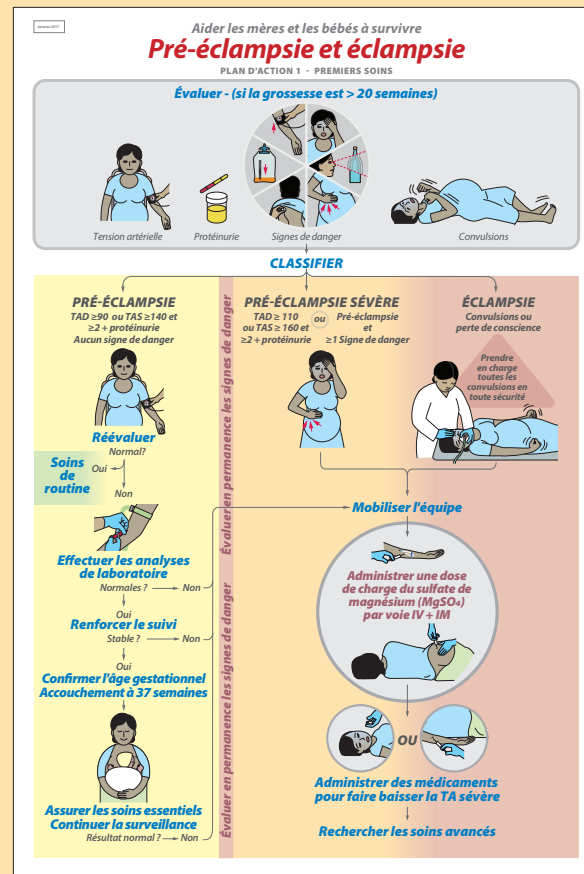 Janvier 2017
Aider les mères et les bébés à survivre
Pré-éclampsie et éclampsie
PLAN D'ACTION 1 - PREMIERS SOINS
Évaluer - (si la grossesse est > 20 semaines)
Tension artérielle
Protéinurie
Signes de danger
Convulsions
CLASSIFIER
PRÉ-ÉCLAMPSIE
TAD ≥90 ou TAS ≥140 et
≥2 + protéinurie
Aucun signe de danger
Réévaluer
Normal?
Oui
Soins
de
routine
Non
Effectuer les analyses
de laboratoire
Normales ?
Non
Oui
Renforcer le suivi
Stable ?
Non
Oui
Confirmer l'âge gestationnel
Accouchement à 37 semaines
Assurer les soins essentiels
Continuer la surveillance
Résultat normal ?
Non
Évaluer en permanence les signes de danger
Évaluer en permanence les signes de danger
PRÉ-ÉCLAMPSIE SÉVÈRE
TAD ≥ 110
ou TAS ≥ 160 et
≥2 + protéinurie
ou
Pré-éclampsie
et
≥1 Signe de danger
ÉCLAMPSIE
Convulsions ou
perte de conscience
Prendre
en charge
toutes les
convulsions en
toute sécurité
Mobiliser l'équipe
Administrer une dose
de charge du sulfate de
magnésium (MgSO₄)
par voie IV + IM
OU
Administrer des médicaments
pour faire baisser la TA sévère
Rechercher les soins avancés